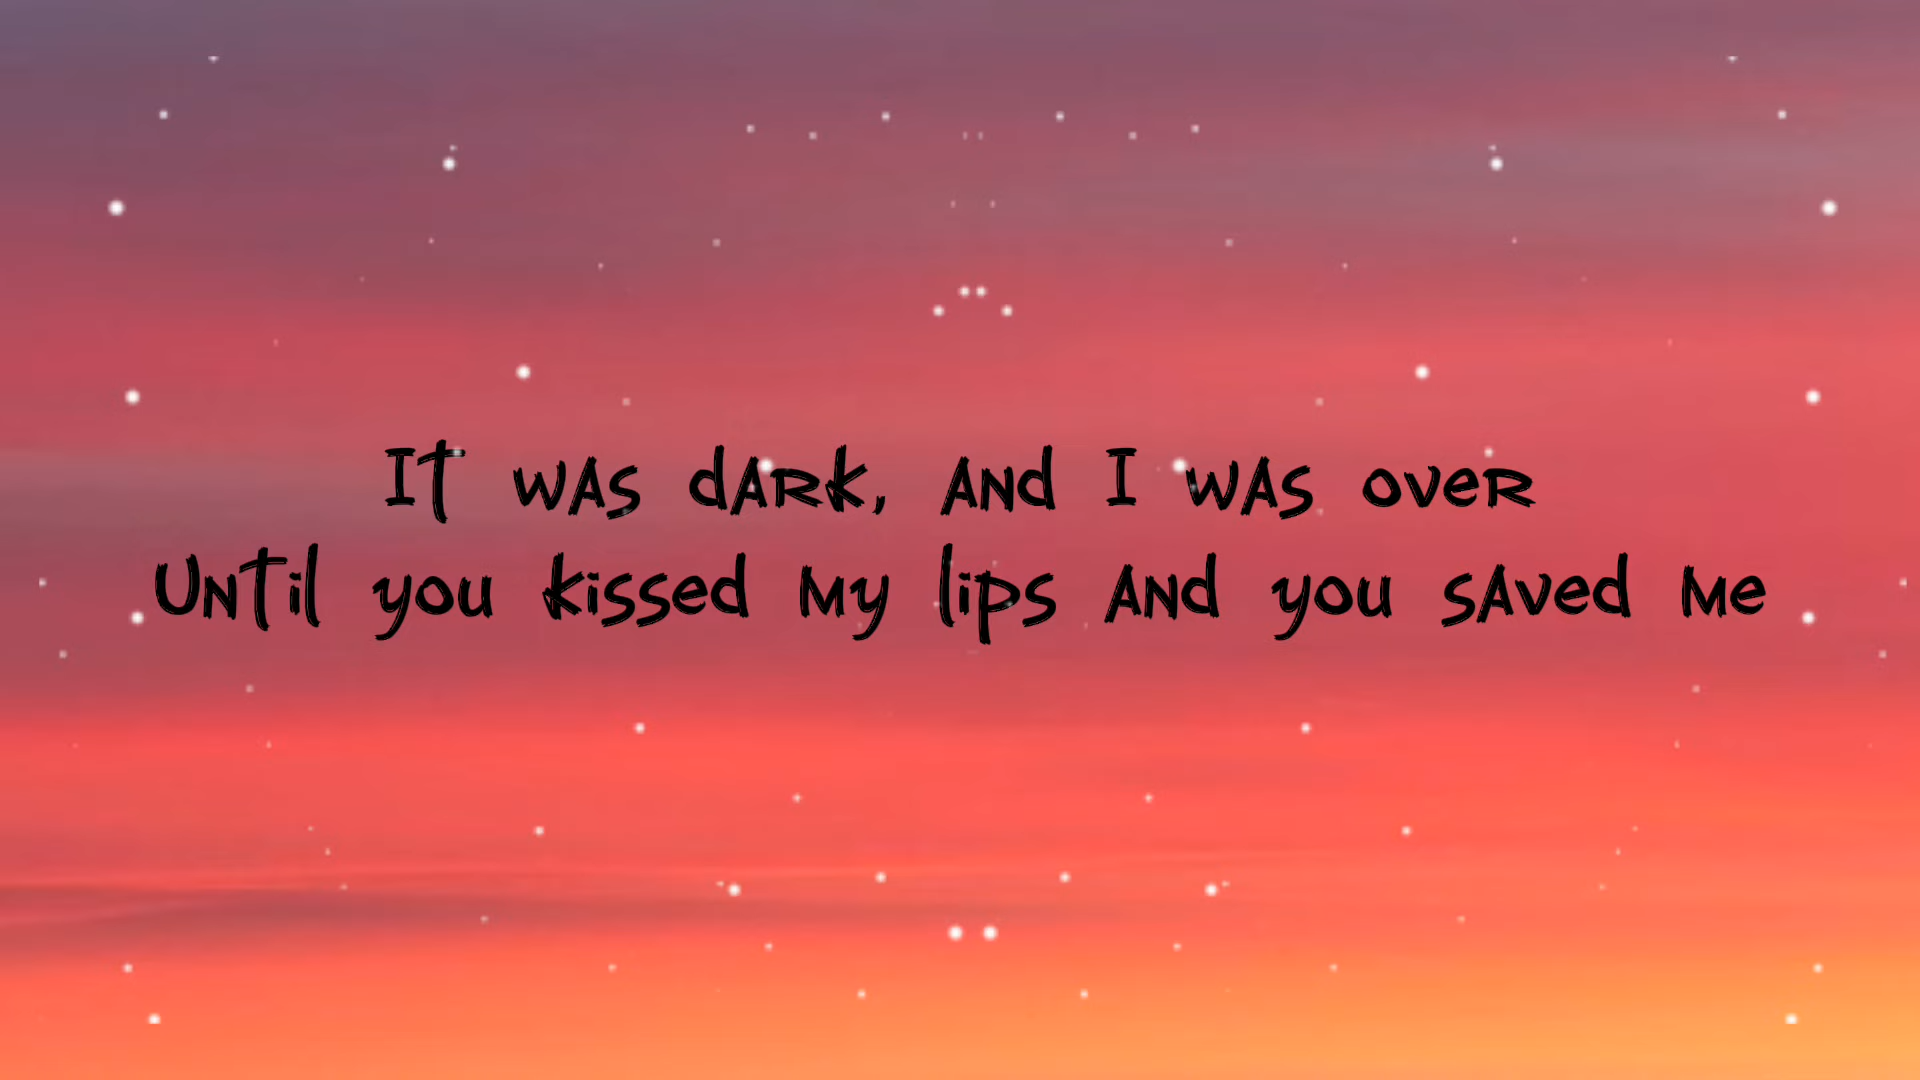 It was dark, and I was over
Until you kissed my lips and you saved me